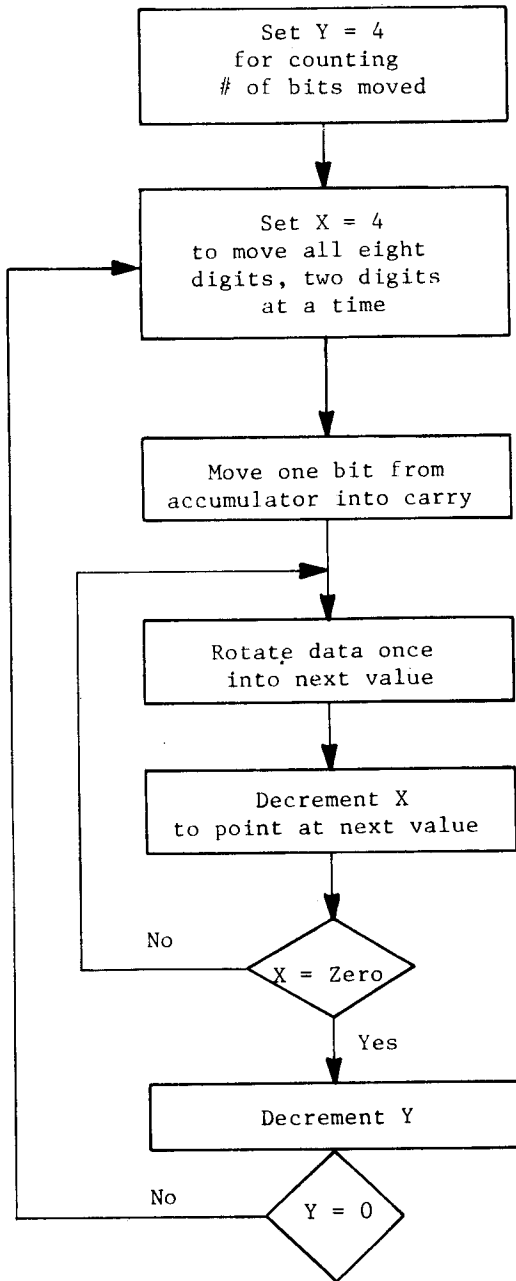 Set Y = 4
for counting
# of bits moved
Set X = 4
to move all eight
digits, two digits
at a time
Move one bit from
accumulator into carry
Rotate data once
into next value
Decrement X
to point at next value
No
X = Zero
Yes
Decrement Y
No
Y = 0